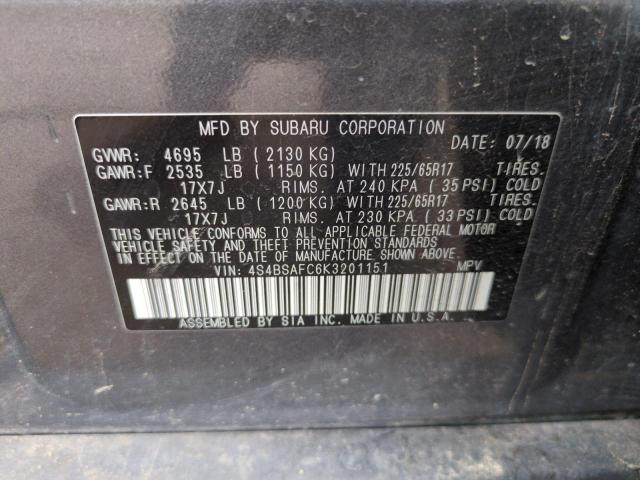 MFD BY SUBARU CORPORATION
DATE: 07/18
GVWR: 4695 LB (2130 KG)
GAWR:F 2535 LB (1150 KG) WITH 225/65R17 TIRES.
17X7J RIMS. AT 240 KPA (35 PSI) COLD
GAWR:R 2645 LB (1200 KG) WITH 225/65R17 TIRES.
17X7J RIMS. AT 230 KPA (33 PSI) COLD
THIS VEHICLE CONFORMS TO ALL APPLICABLE FEDERAL MOTOR
VEHICLE SAFETY AND THEFT PREVENTION STANDARDS
IN EFFECT ON THE DATE OF MANUFACTURE SHOWN ABOVE.
VIN: 4S4BSAFC6K3201151 MPV
ASSEMBLED BY SIA INC. IN U.S.A.